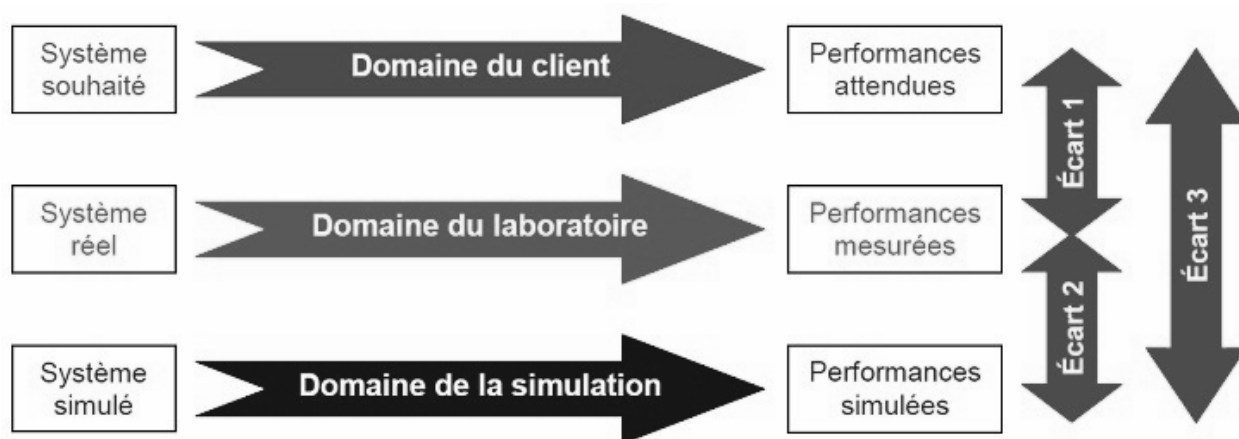 Système
souhaité
Domaine du client
Performances
attendues
Écart 1
Écart 3
Système
réel
Domaine du laboratoire
Performances
mesurées
Écart 2
Système
simulé
Domaine de la simulation
Performances
simulées